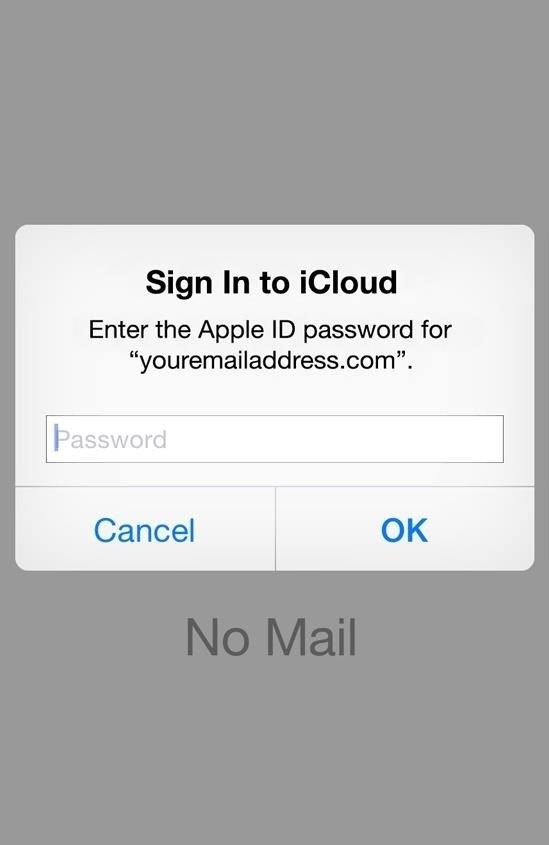 Sign In to iCloud
Enter the Apple ID password for
“youremailaddress.com”.
Password
Cancel
OK
No Mail